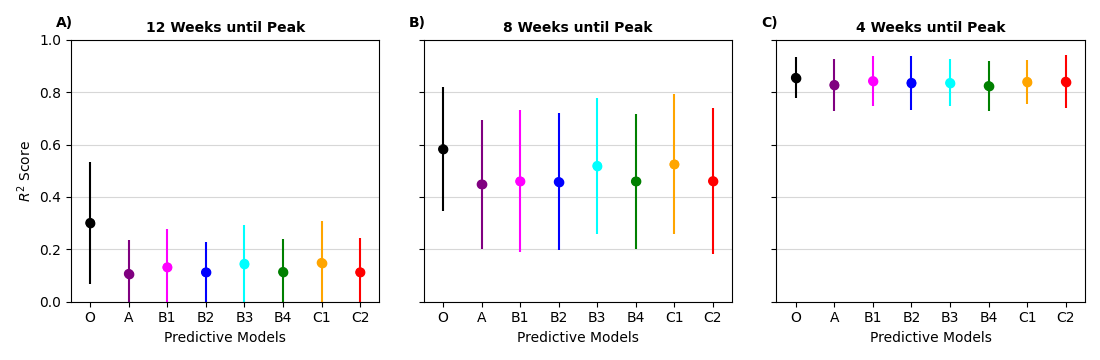 A) 12 Weeks until Peak
B) 8 Weeks until Peak
C) 4 Weeks until Peak
1.0
0.8
0.6
0.4
0.2
0.0
R² Score
O A B1 B2 B3 B4 C1 C2
O A B1 B2 B3 B4 C1 C2
O A B1 B2 B3 B4 C1 C2
Predictive Models
Predictive Models
Predictive Models